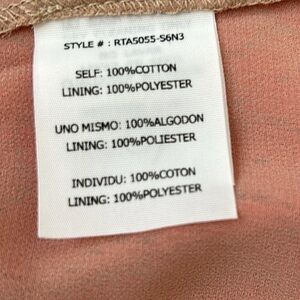 STYLE # : RTA5055-S6N3
SELF: 100%COTTON
LINING: 100%POLYESTER
UNO MISMO: 100%ALGODON
LINING: 100%POLIESTER
INDIVIDU: 100%COTON
LINING: 100%POLYESTER